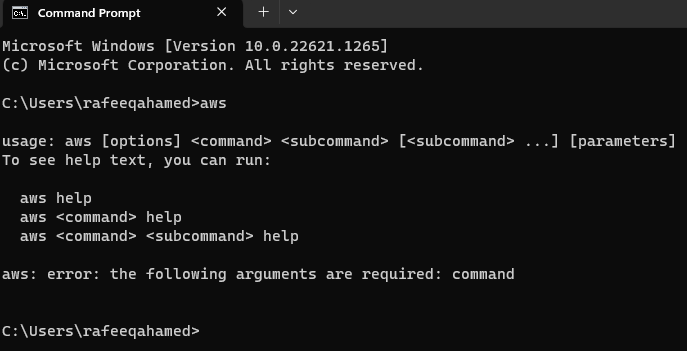 Command Prompt
Microsoft Windows [Version 10.0.22621.1265]
(c) Microsoft Corporation. All rights reserved.
C:\Users\rafeeqahamed>aws
usage: aws [options] <command> <subcommand> [<subcommand> ...] [parameters]
To see help text, you can run:
aws help
aws <command> help
aws <command> <subcommand> help
aws: error: the following arguments are required: command
C:\Users\rafeeqahamed>